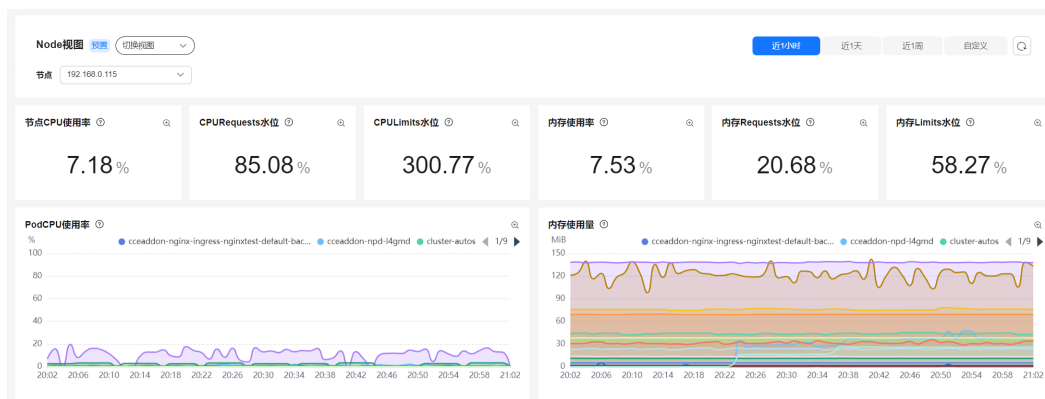 Node视图 预置 切换视图 近1小时 近1天 近1周 自定义
节点 192.168.0.115
节点CPU使用率 CPURequests水位 CPULimits水位 内存使用率 内存Requests水位 内存Limits水位
7.18% 85.08% 300.77% 7.53% 20.68% 58.27%
PodCPU使用率 内存使用量
% cceaddon-nginx-ingress-nginxtest-default-bac... cceaddon-npd-l4gmd cluster-autos 1/9
MiB cceaddon-nginx-ingress-nginxtest-default-bac... cceaddon-npd-l4gmd cluster-autos 1/9
100
80
60
40
20
0
20:02 20:06 20:10 20:14 20:18 20:22 20:26 20:30 20:34 20:38 20:42 20:46 20:50 20:54 20:58 21:02
150
120
90
60
30
0
20:02 20:06 20:10 20:14 20:18 20:22 20:26 20:30 20:34 20:38 20:42 20:46 20:50 20:54 20:58 21:02